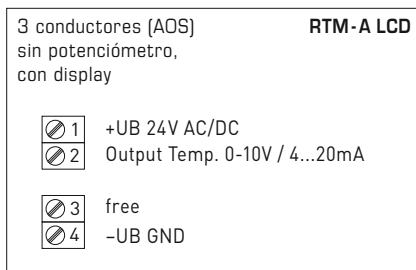 3 conductores (AOS) RTM-A LCD
sin potenciómetro,
con display
1 +UB 24V AC/DC
2 Output Temp. 0-10V / 4...20mA
3 free
4 –UB GND